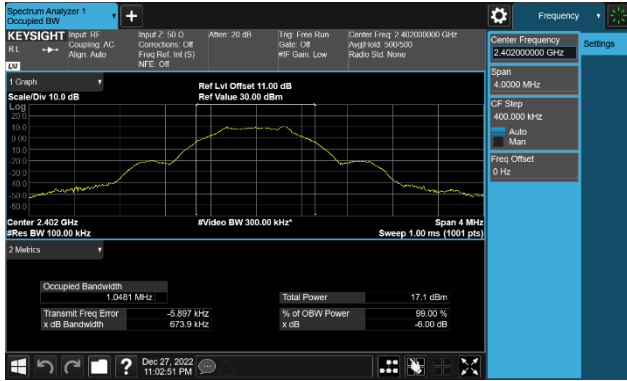 Spectrum Analyzer 1
Occupied BW
Frequency
KEYSIGHT
Input: RF
Coupling: AC
Align: Auto
Input Z: 50 Ω
Corrections: Off
Freq Ref: Int (S)
NFE: Off
Atten: 20 dB
Trig: Free Run
Gate: Off
#IF Gain: Low
Center Freq: 2.402000000 GHz
Avg|Hold: 500/500
Radio Std: None
RL
LXI
Center Frequency
2.402000000 GHz
Settings
Span
4.0000 MHz
CF Step
400.000 kHz
Auto
Man
Freq Offset
0 Hz
1 Graph
Scale/Div 10.0 dB
Ref Lvl Offset 11.00 dB
Ref Value 30.00 dBm
Log
20.0
10.0
0.00
-10.0
-20.0
-30.0
-40.0
-50.0
-60.0
Center 2.402 GHz
#Res BW 100.00 kHz
#Video BW 300.00 kHz*
Span 4 MHz
Sweep 1.00 ms (1001 pts)
2 Metrics
Occupied Bandwidth
1.0481 MHz
Total Power 17.1 dBm
Transmit Freq Error -5.897 kHz
% of OBW Power 99.00 %
x dB Bandwidth 673.9 kHz
x dB -6.00 dB
Dec 27, 2022
11:02:51 PM